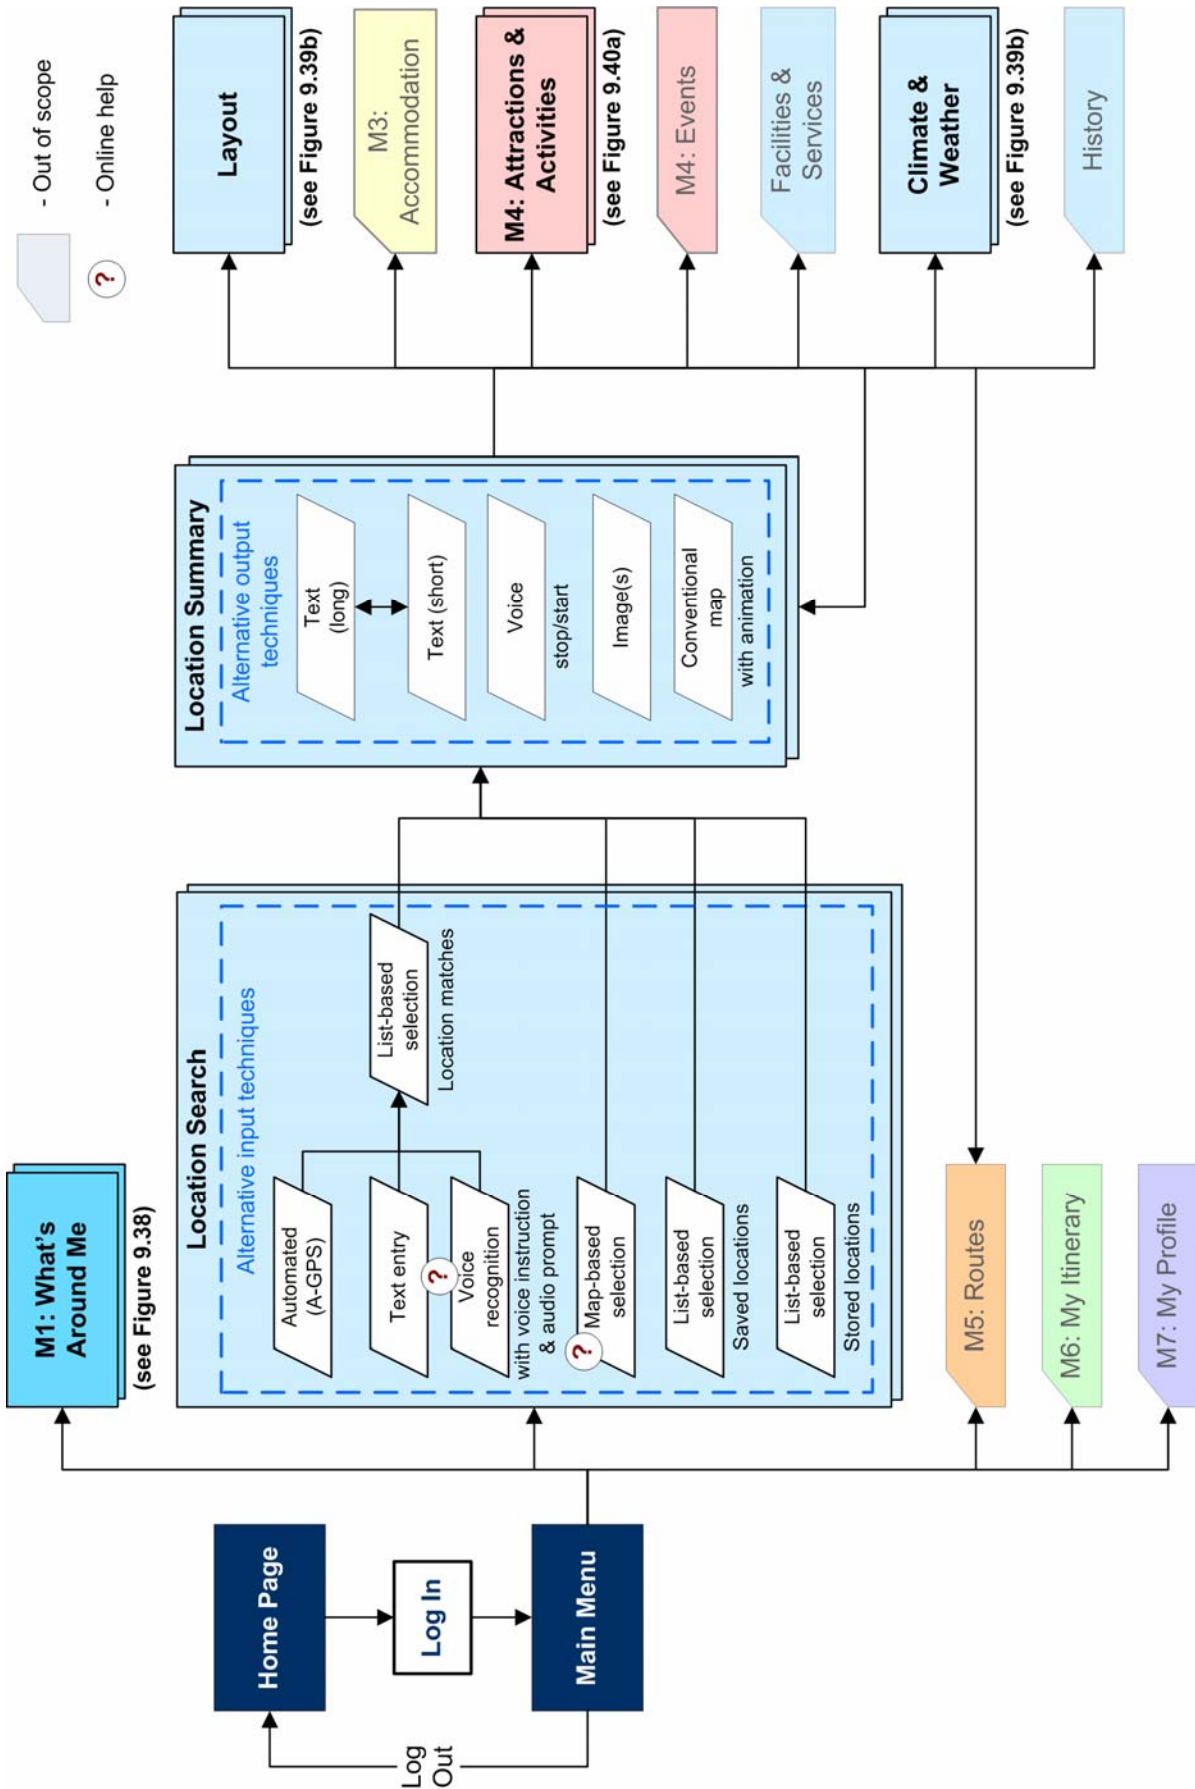 Home Page
Log In
Main Menu
Log
Out
M1: What's
Around Me
(see Figure 9.38)
Location Search
Alternative input techniques
Automated
(A-GPS)
Text entry
?
Voice
recognition
with voice instruction
& audio prompt
?
Map-based
selection
List-based
selection
Saved locations
List-based
selection
Stored locations
List-based
selection
Location matches
M5: Routes
M6: My Itinerary
M7: My Profile
Location Summary
Alternative output
techniques
Text
(long)
Text (short)
Voice
stop/start
Image(s)
Conventional
map
with animation
- Out of scope
?
- Online help
Layout
(see Figure 9.39b)
M3:
Accommodation
M4: Attractions &
Activities
(see Figure 9.40a)
M4: Events
Facilities &
Services
Climate &
Weather
(see Figure 9.39b)
History